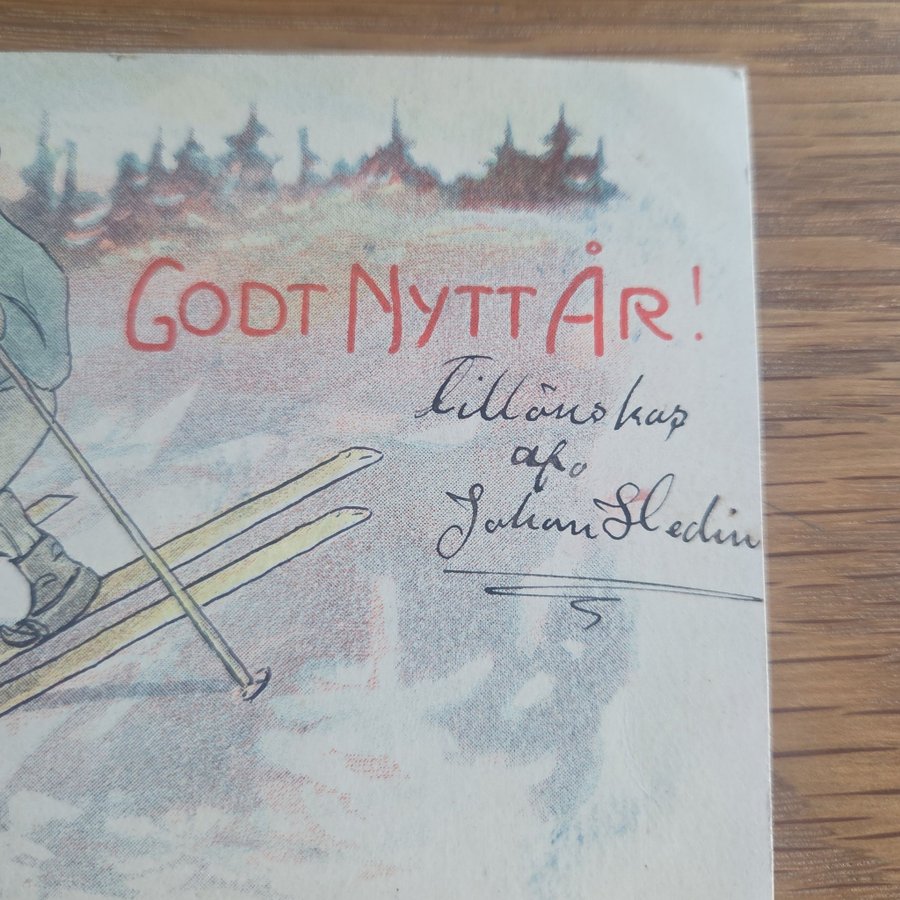 GODT NYTT ÅR!
Tillönskas
af
Johan Hedin